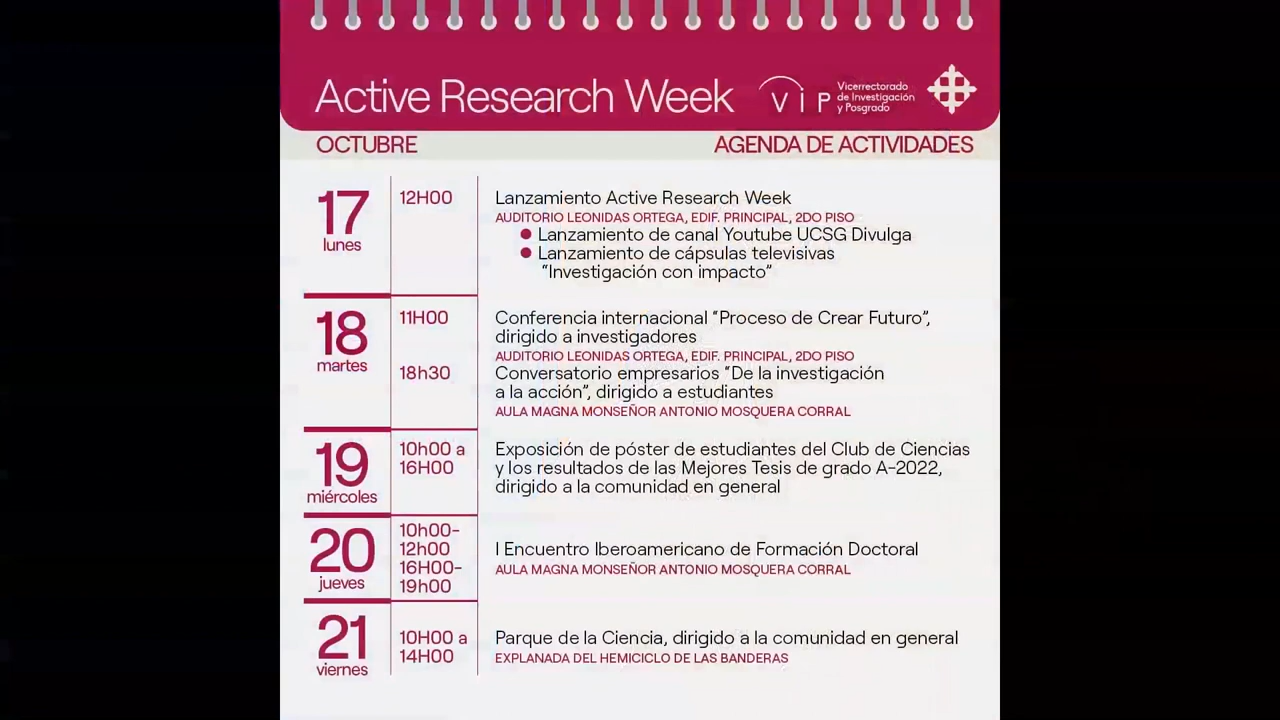 Active Research Week
ViP
Vicerrectorado
de Investigación
y Posgrado
OCTUBRE
AGENDA DE ACTIVIDADES
17
lunes
12H00
Lanzamiento Active Research Week
AUDITORIO LEONIDAS ORTEGA, EDIF. PRINCIPAL, 2DO PISO
Lanzamiento de canal Youtube UCSG Divulga
Lanzamiento de cápsulas televisivas
“Investigación con impacto”
18
martes
11H00
Conferencia internacional “Proceso de Crear Futuro”,
dirigido a investigadores
AUDITORIO LEONIDAS ORTEGA, EDIF. PRINCIPAL, 2DO PISO
18h30
Conversatorio empresarios “De la investigación
a la acción”, dirigido a estudiantes
AULA MAGNA MONSEÑOR ANTONIO MOSQUERA CORRAL
19
miércoles
10h00 a
16H00
Exposición de póster de estudiantes del Club de Ciencias
y los resultados de las Mejores Tesis de grado A-2022,
dirigido a la comunidad en general
20
jueves
10h00-
12h00
16H00-
19h00
I Encuentro Iberoamericano de Formación Doctoral
AULA MAGNA MONSEÑOR ANTONIO MOSQUERA CORRAL
21
viernes
10H00 a
14H00
Parque de la Ciencia, dirigido a la comunidad en general
EXPLANADA DEL HEMICICLO DE LAS BANDERAS